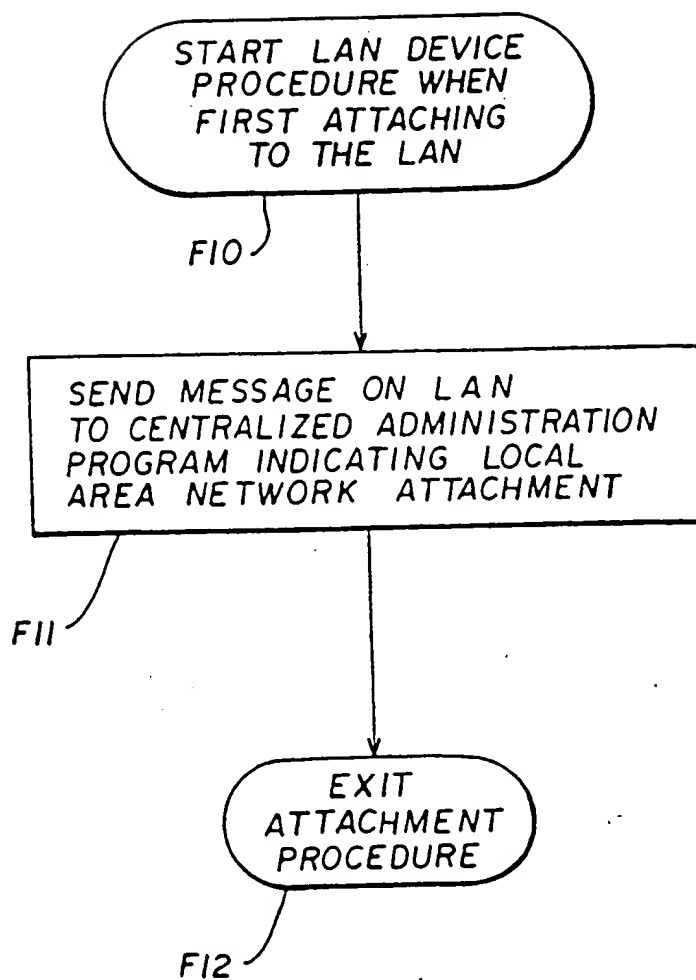 START LAN DEVICE
PROCEDURE WHEN
FIRST ATTACHING
TO THE LAN
F10
SEND MESSAGE ON LAN
TO CENTRALIZED ADMINISTRATION
PROGRAM INDICATING LOCAL
AREA NETWORK ATTACHMENT
F11
EXIT
ATTACHMENT
PROCEDURE
F12